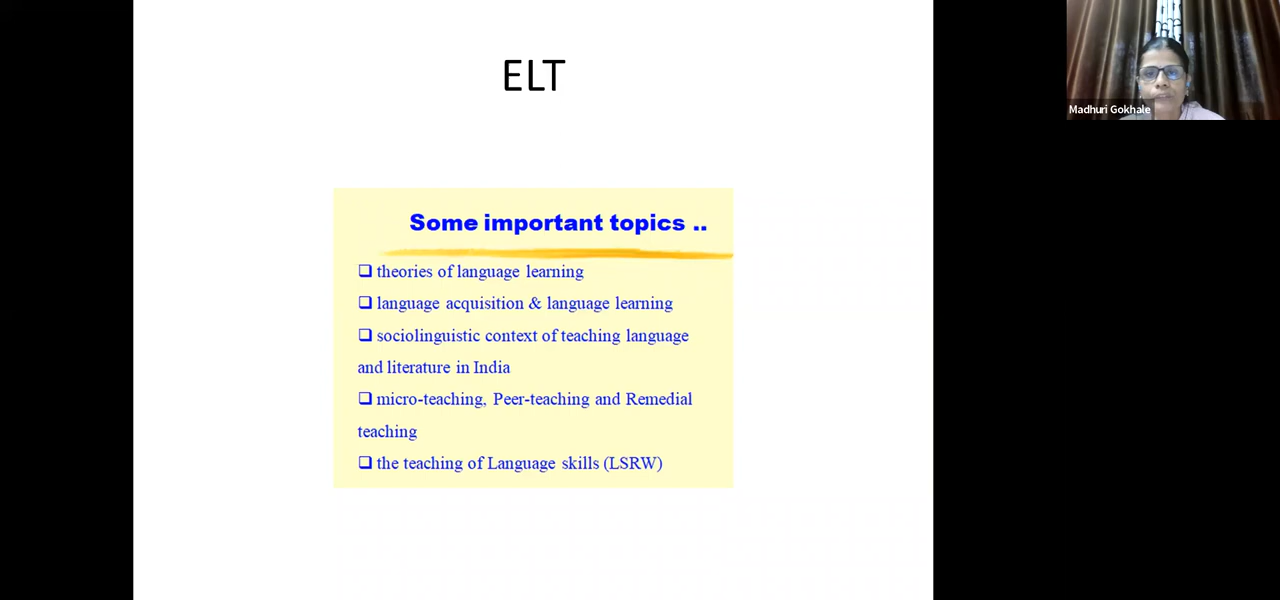 ELT
Some important topics ..
❑ theories of language learning
❑ language acquisition & language learning
❑ sociolinguistic context of teaching language
and literature in India
❑ micro-teaching, Peer-teaching and Remedial
teaching
❑ the teaching of Language skills (LSRW)
Madhuri Gokhale